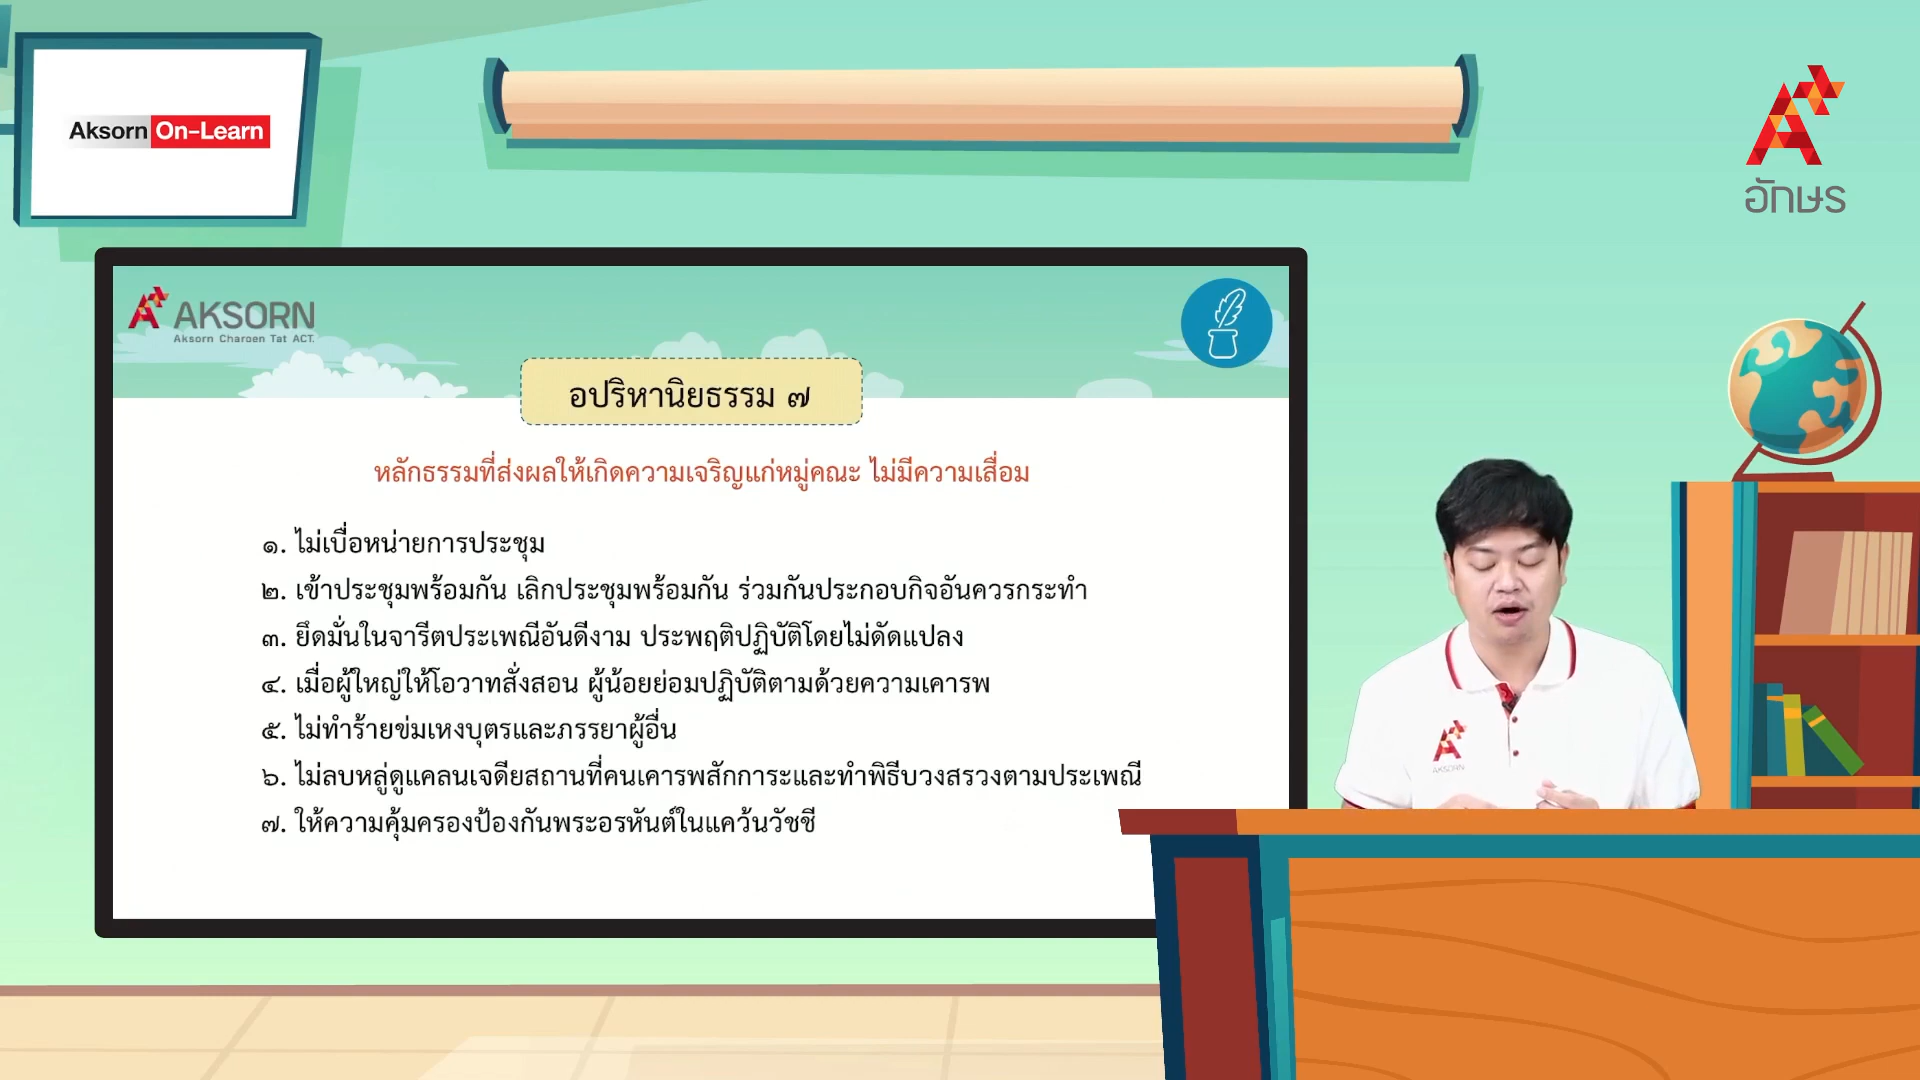 Aksorn On-Learn
อักษร
AKSORN
Aksorn Charoen Tat ACT.
อปริหานิยธรรม ๗
หลักธรรมที่ส่งผลให้เกิดความเจริญแก่หมู่คณะ ไม่มีความเสื่อม
๑. ไม่เบื่อหน่ายการประชุม
๒. เข้าประชุมพร้อมกัน เลิกประชุมพร้อมกัน ร่วมกันประกอบกิจอันควรกระทำ
๓. ยึดมั่นในจารีตประเพณีอันดีงาม ประพฤติปฏิบัติโดยไม่ดัดแปลง
๔. เมื่อผู้ใหญ่ให้โอวาทสั่งสอน ผู้น้อยย่อมปฏิบัติตามด้วยความเคารพ
๕. ไม่ทำร้ายข่มเหงบุตรและภรรยาผู้อื่น
๖. ไม่ลบหลู่ดูแคลนเจดียสถานที่คนเคารพสักการะและทำพิธีบวงสรวงตามประเพณี
๗. ให้ความคุ้มครองป้องกันพระอรหันต์ในแคว้นวัชชี
AKSORN